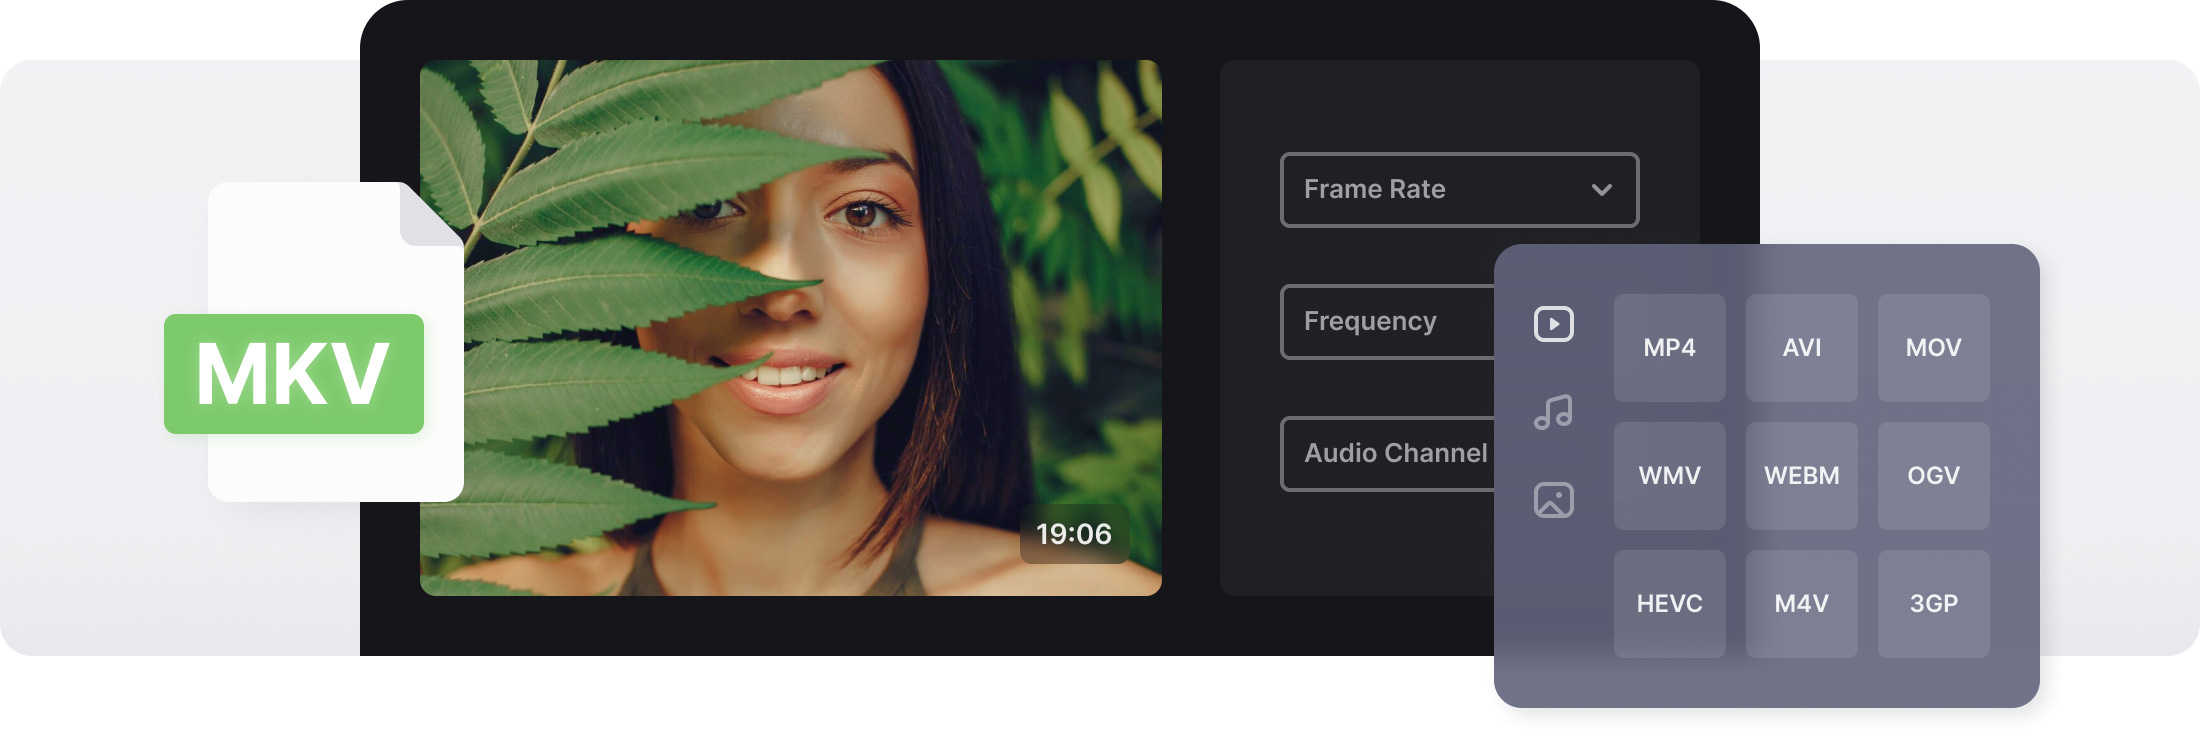 MKV
19:06
Frame Rate
Frequency
Audio Channel
MP4 AVI MOV
WMV WEBM OGV
HEVC M4V 3GP